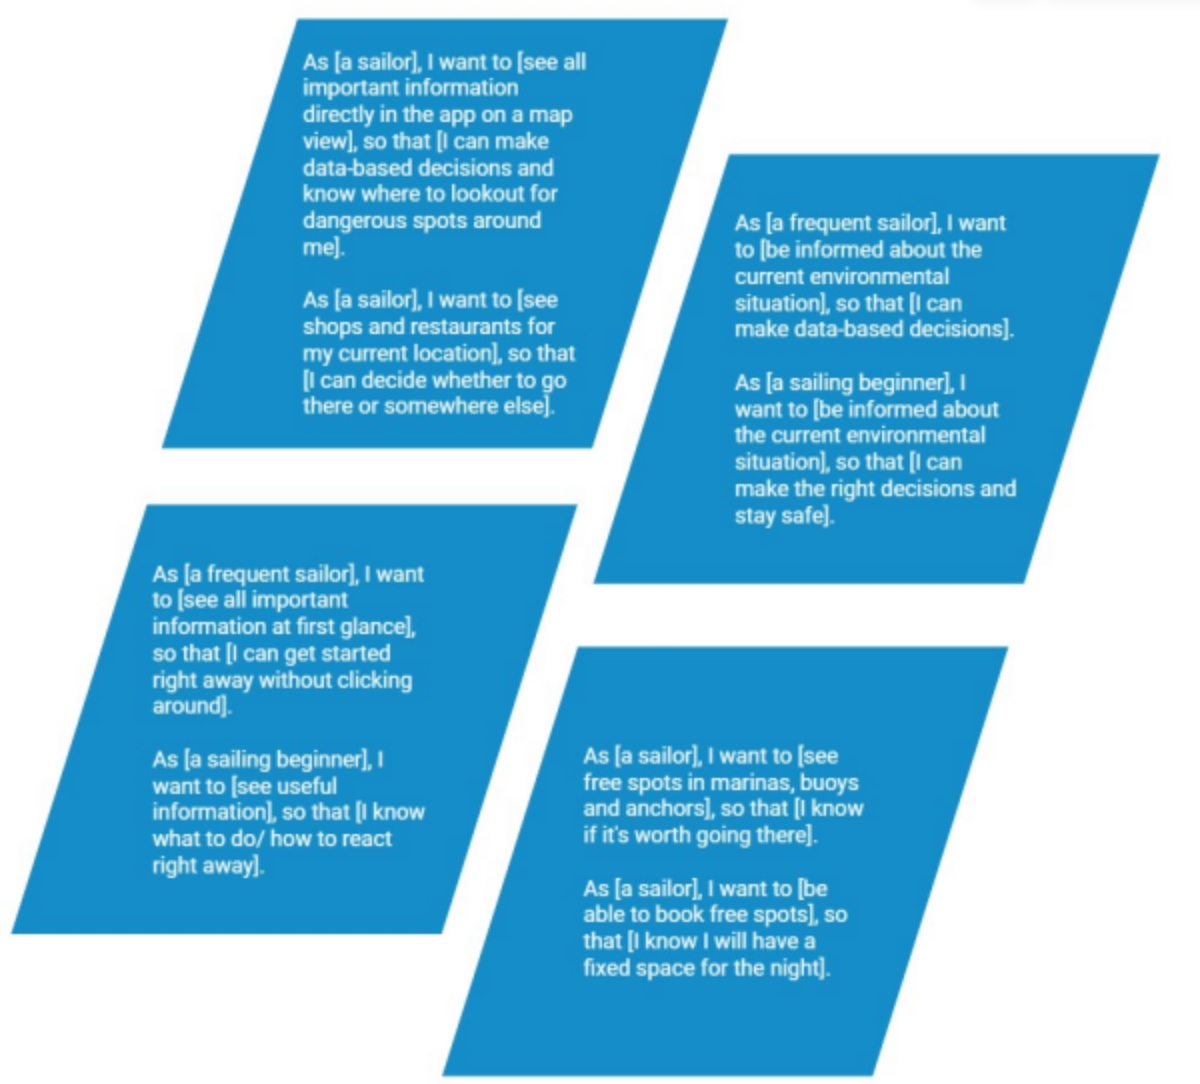 As [a sailor], I want to [see all
important information
directly in the app on a map
view], so that [I can make
data-based decisions and
know where to lookout for
dangerous spots around
me].
As [a sailor], I want to [see
shops and restaurants for
my current location], so that
[I can decide whether to go
there or somewhere else].
As [a frequent sailor], I want
to [be informed about the
current environmental
situation], so that [I can
make data-based decisions].
As [a sailing beginner], I
want to [be informed about
the current environmental
situation], so that [I can
make the right decisions and
stay safe].
As [a frequent sailor], I want
to [see all important
information at first glance],
so that [I can get started
right away without clicking
around].
As [a sailing beginner], I
want to [see useful
information], so that [I know
what to do/ how to react
right away].
As [a sailor], I want to [see
free spots in marinas, buoys
and anchors], so that [I know
if it's worth going there].
As [a sailor], I want to [be
able to book free spots], so
that [I know I will have a
fixed space for the night].